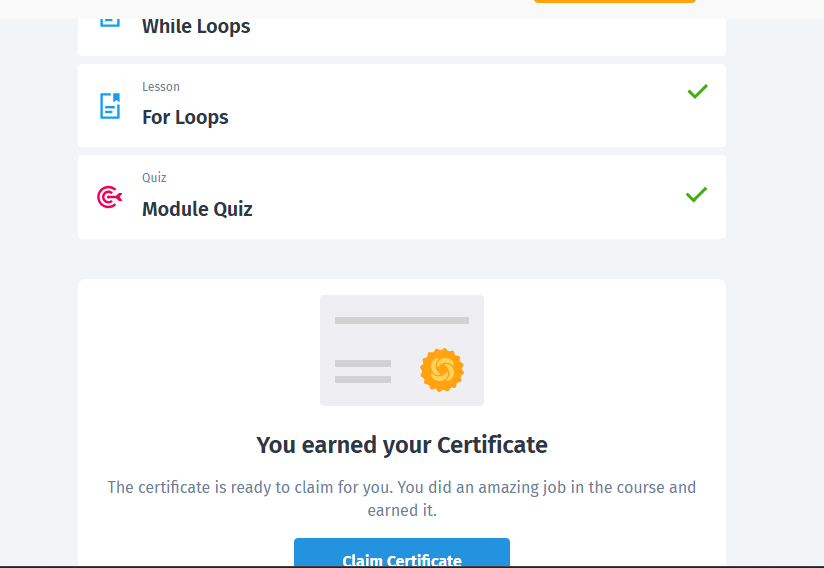 While Loops
Lesson
For Loops
Quiz
Module Quiz
You earned your Certificate
The certificate is ready to claim for you. You did an amazing job in the course and
earned it.
Claim Certificate